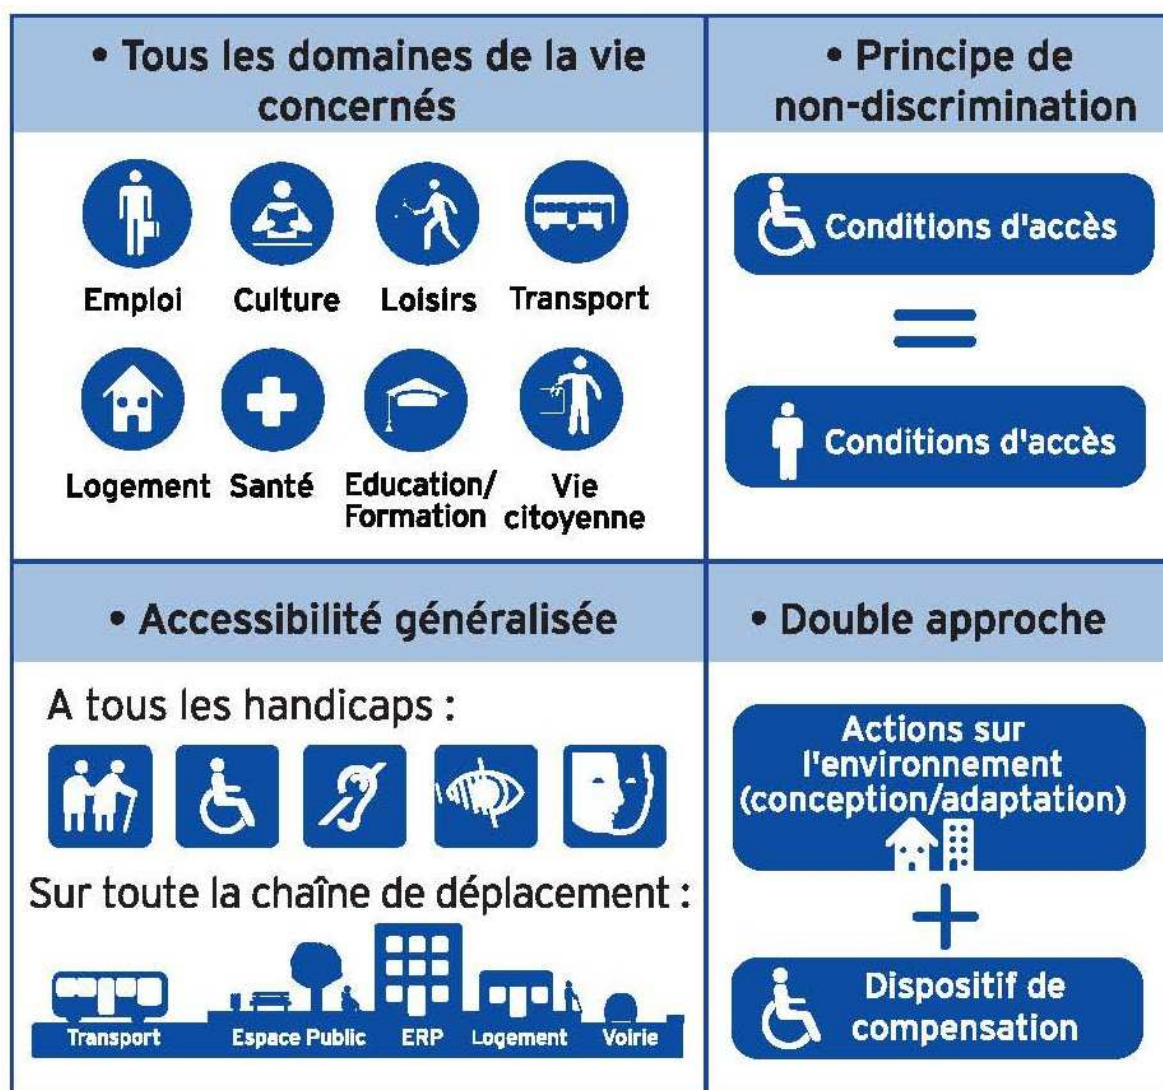 • Tous les domaines de la vie
concernés
Emploi
Culture
Loisirs
Transport
Logement
Santé
Education/
Formation
Vie
citoyenne
• Principe de
non-discrimination
Conditions d'accès
=
Conditions d'accès
• Accessibilité généralisée
A tous les handicaps :
Sur toute la chaîne de déplacement :
Transport
Espace Public
ERP
Logement
Voirie
• Double approche
Actions sur
l'environnement
(conception/adaptation)
+
Dispositif de
compensation